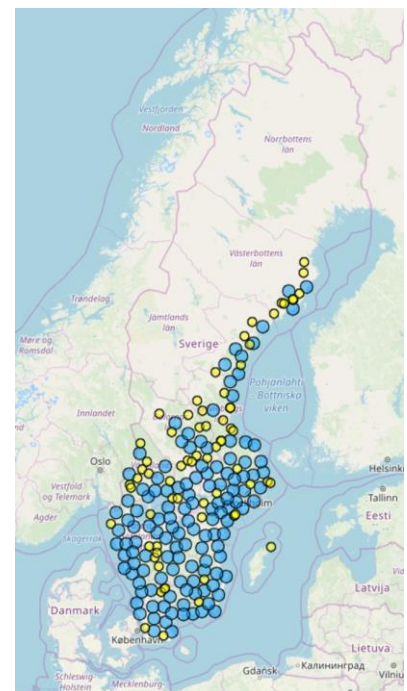 Vestfjorden
Nordland
Norrbottens
län
Västerbottens
län
Trøndelag
Jämtlands
län
Møre og
Romsdal
Sverige
Pohjanlahti
Bottniska
viken
Innlandet
Oslo
Helsinki
Vestfold
og Telemark
Tallinn
Agder
Eesti
Skagerrak
Latvija
Danmark
København
Lietuva
Gdańsk
Калининград
Schleswig-
Holstein
Mecklenburg-
Vilnius